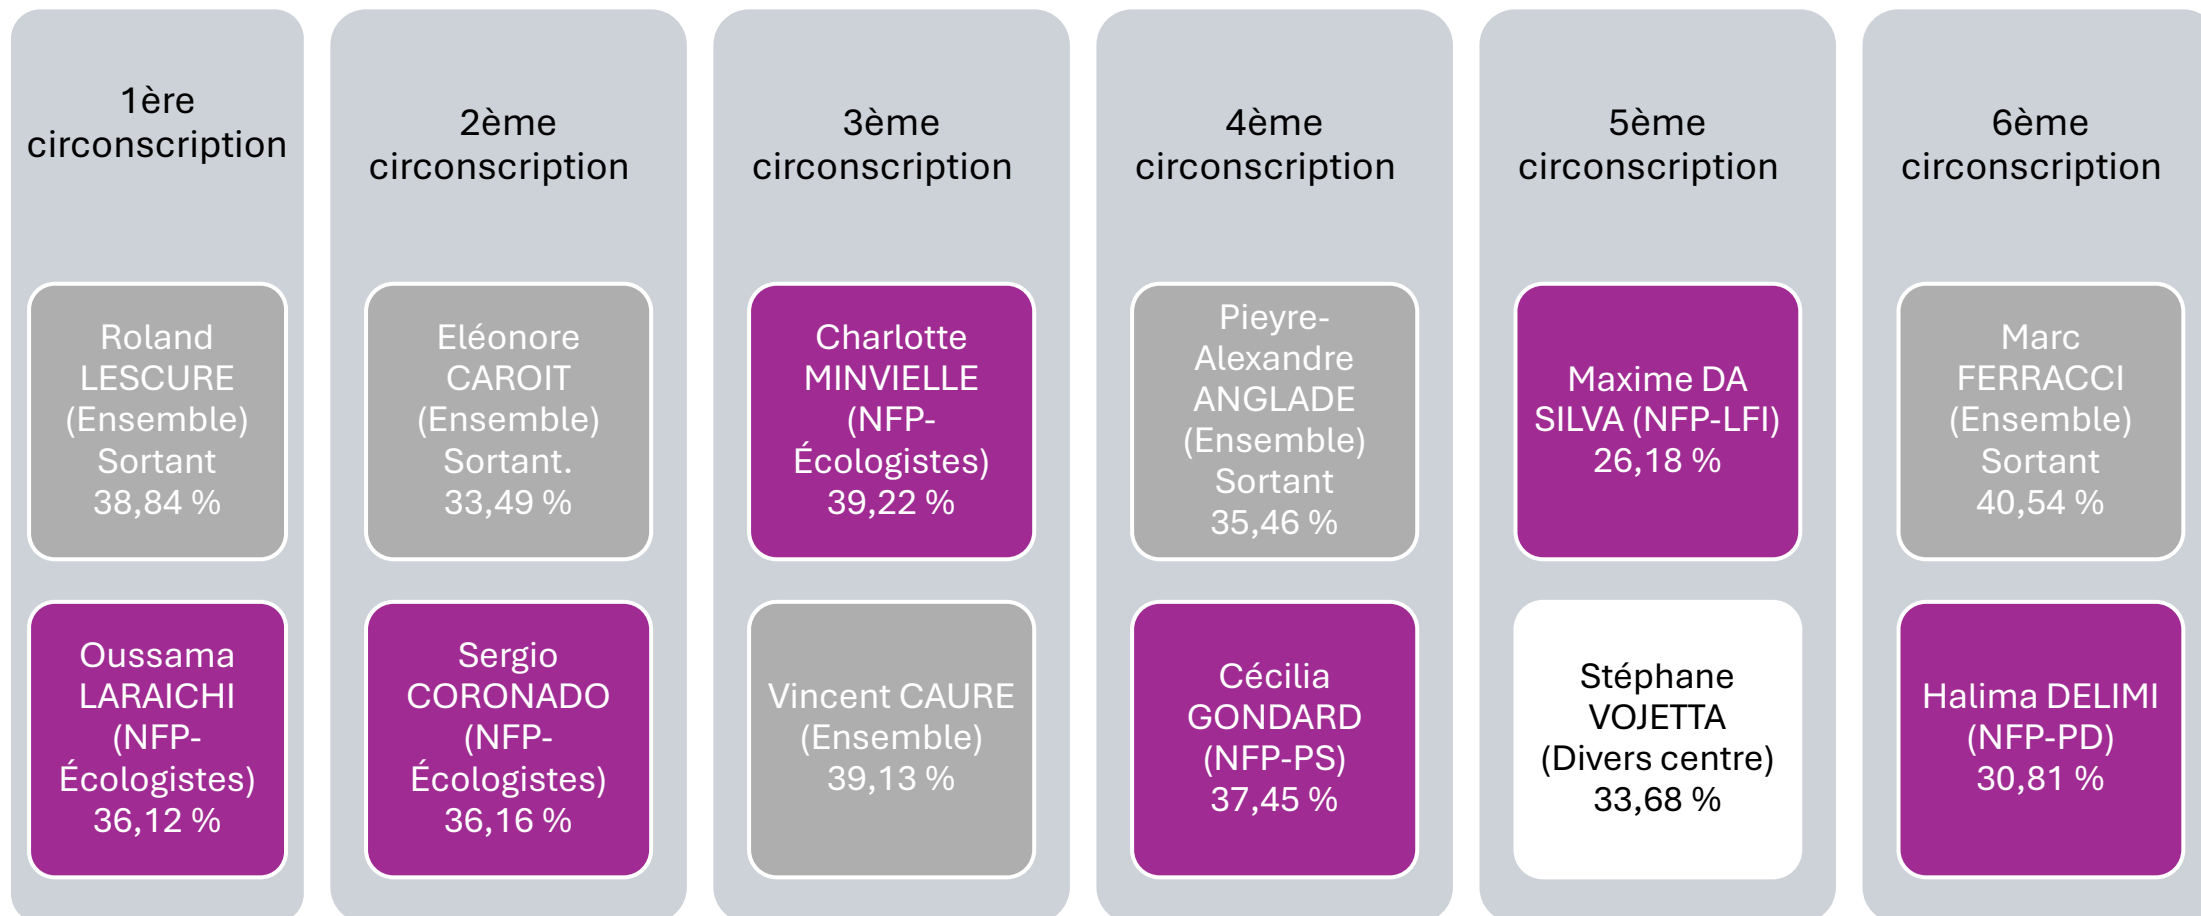 1ère
circonscription
Roland
LESCURE
(Ensemble)
Sortant
38,84 %
Oussama
LARAICHI
(NFP-
Écologistes)
36,12 %
2ème
circonscription
Eléonore
CAROIT
(Ensemble)
Sortant.
33,49 %
Sergio
CORONADO
(NFP-
Écologistes)
36,16 %
3ème
circonscription
Charlotte
MINVIELLE
(NFP-
Écologistes)
39,22 %
Vincent CAURE
(Ensemble)
39,13 %
4ème
circonscription
Pieyre-
Alexandre
ANGLADE
(Ensemble)
Sortant
35,46 %
Cécilia
GONDARD
(NFP-PS)
37,45 %
5ème
circonscription
Maxime DA
SILVA (NFP-LFI)
26,18 %
Stéphane
VOJETTA
(Divers centre)
33,68 %
6ème
circonscription
Marc
FERRACCI
(Ensemble)
Sortant
40,54 %
Halima DELIMI
(NFP-PD)
30,81 %